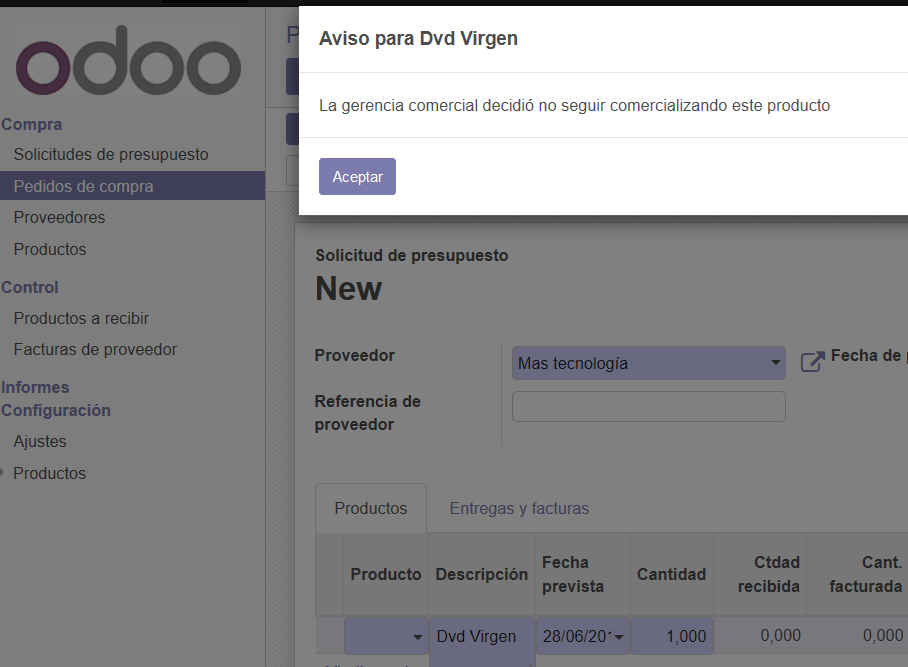 odoo
Compra
Solicitudes de presupuesto
Pedidos de compra
Proveedores
Productos
Control
Productos a recibir
Facturas de proveedor
Informes
Configuración
Ajustes
Productos
Aviso para Dvd Virgen
La gerencia comercial decidió no seguir comercializando este producto
Aceptar
Solicitud de presupuesto
New
Proveedor
Mas tecnología
Fecha de
Referencia de
proveedor
Productos Entregas y facturas
Producto Descripción Fecha prevista Cantidad Ctdad recibida Cant. facturada
Dvd Virgen 28/06/201 1,000 0,000 0,000